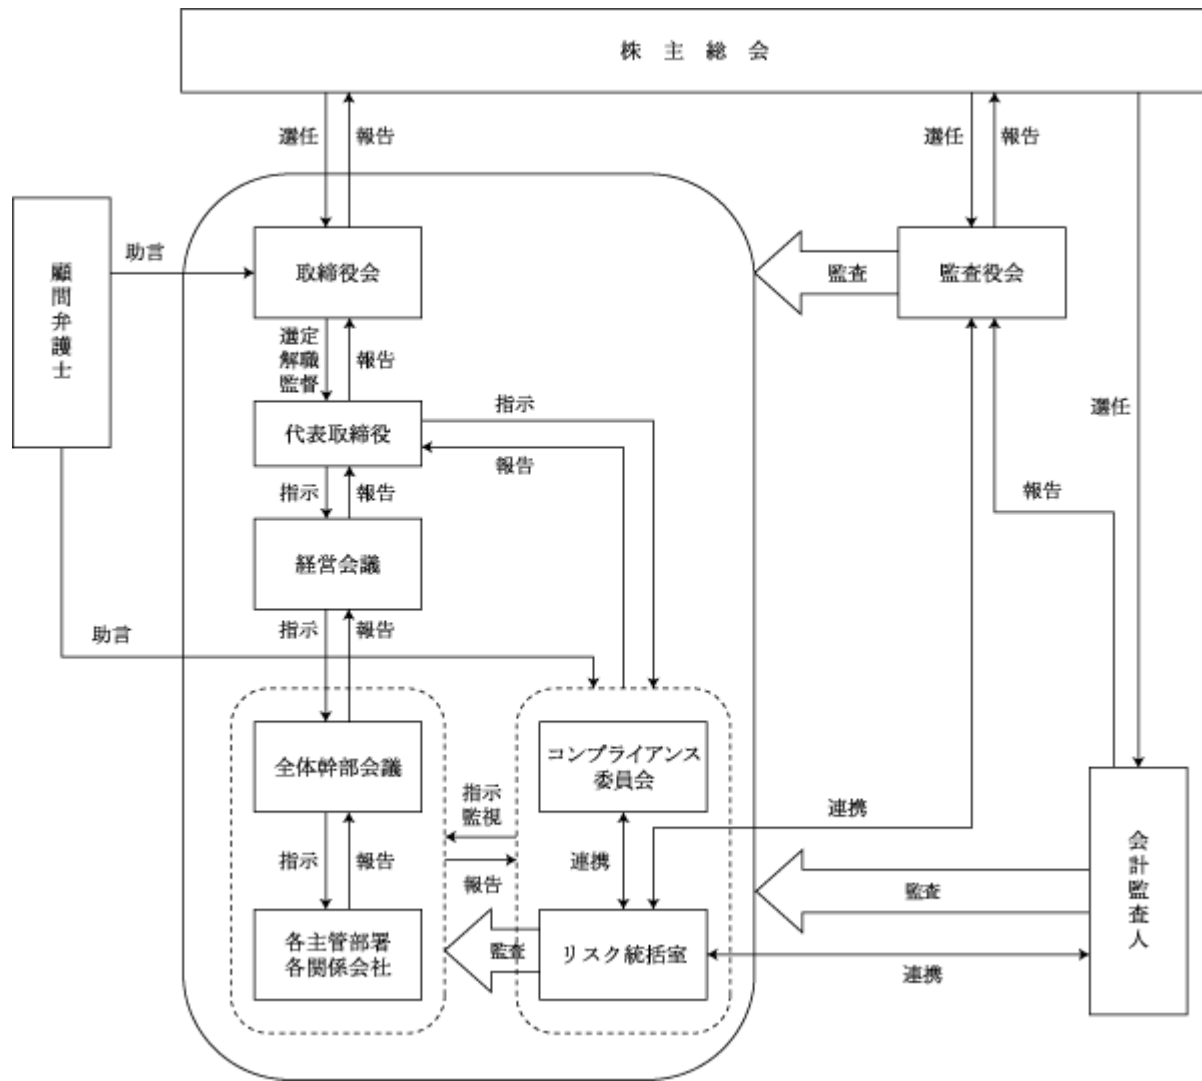 株主総会
選任
報告
選任
報告
顧問弁護士
助言
取締役会
監査
監査役会
選定
解職
監督
報告
指示
選任
代表取締役
報告
指示
報告
報告
経営会議
指示
報告
助言
全体幹部会議
コンプライアンス
委員会
指示
監視
連携
指示
報告
報告
連携
会計監査人
監査
各主管部署
各関係会社
監査
リスク統括室
連携